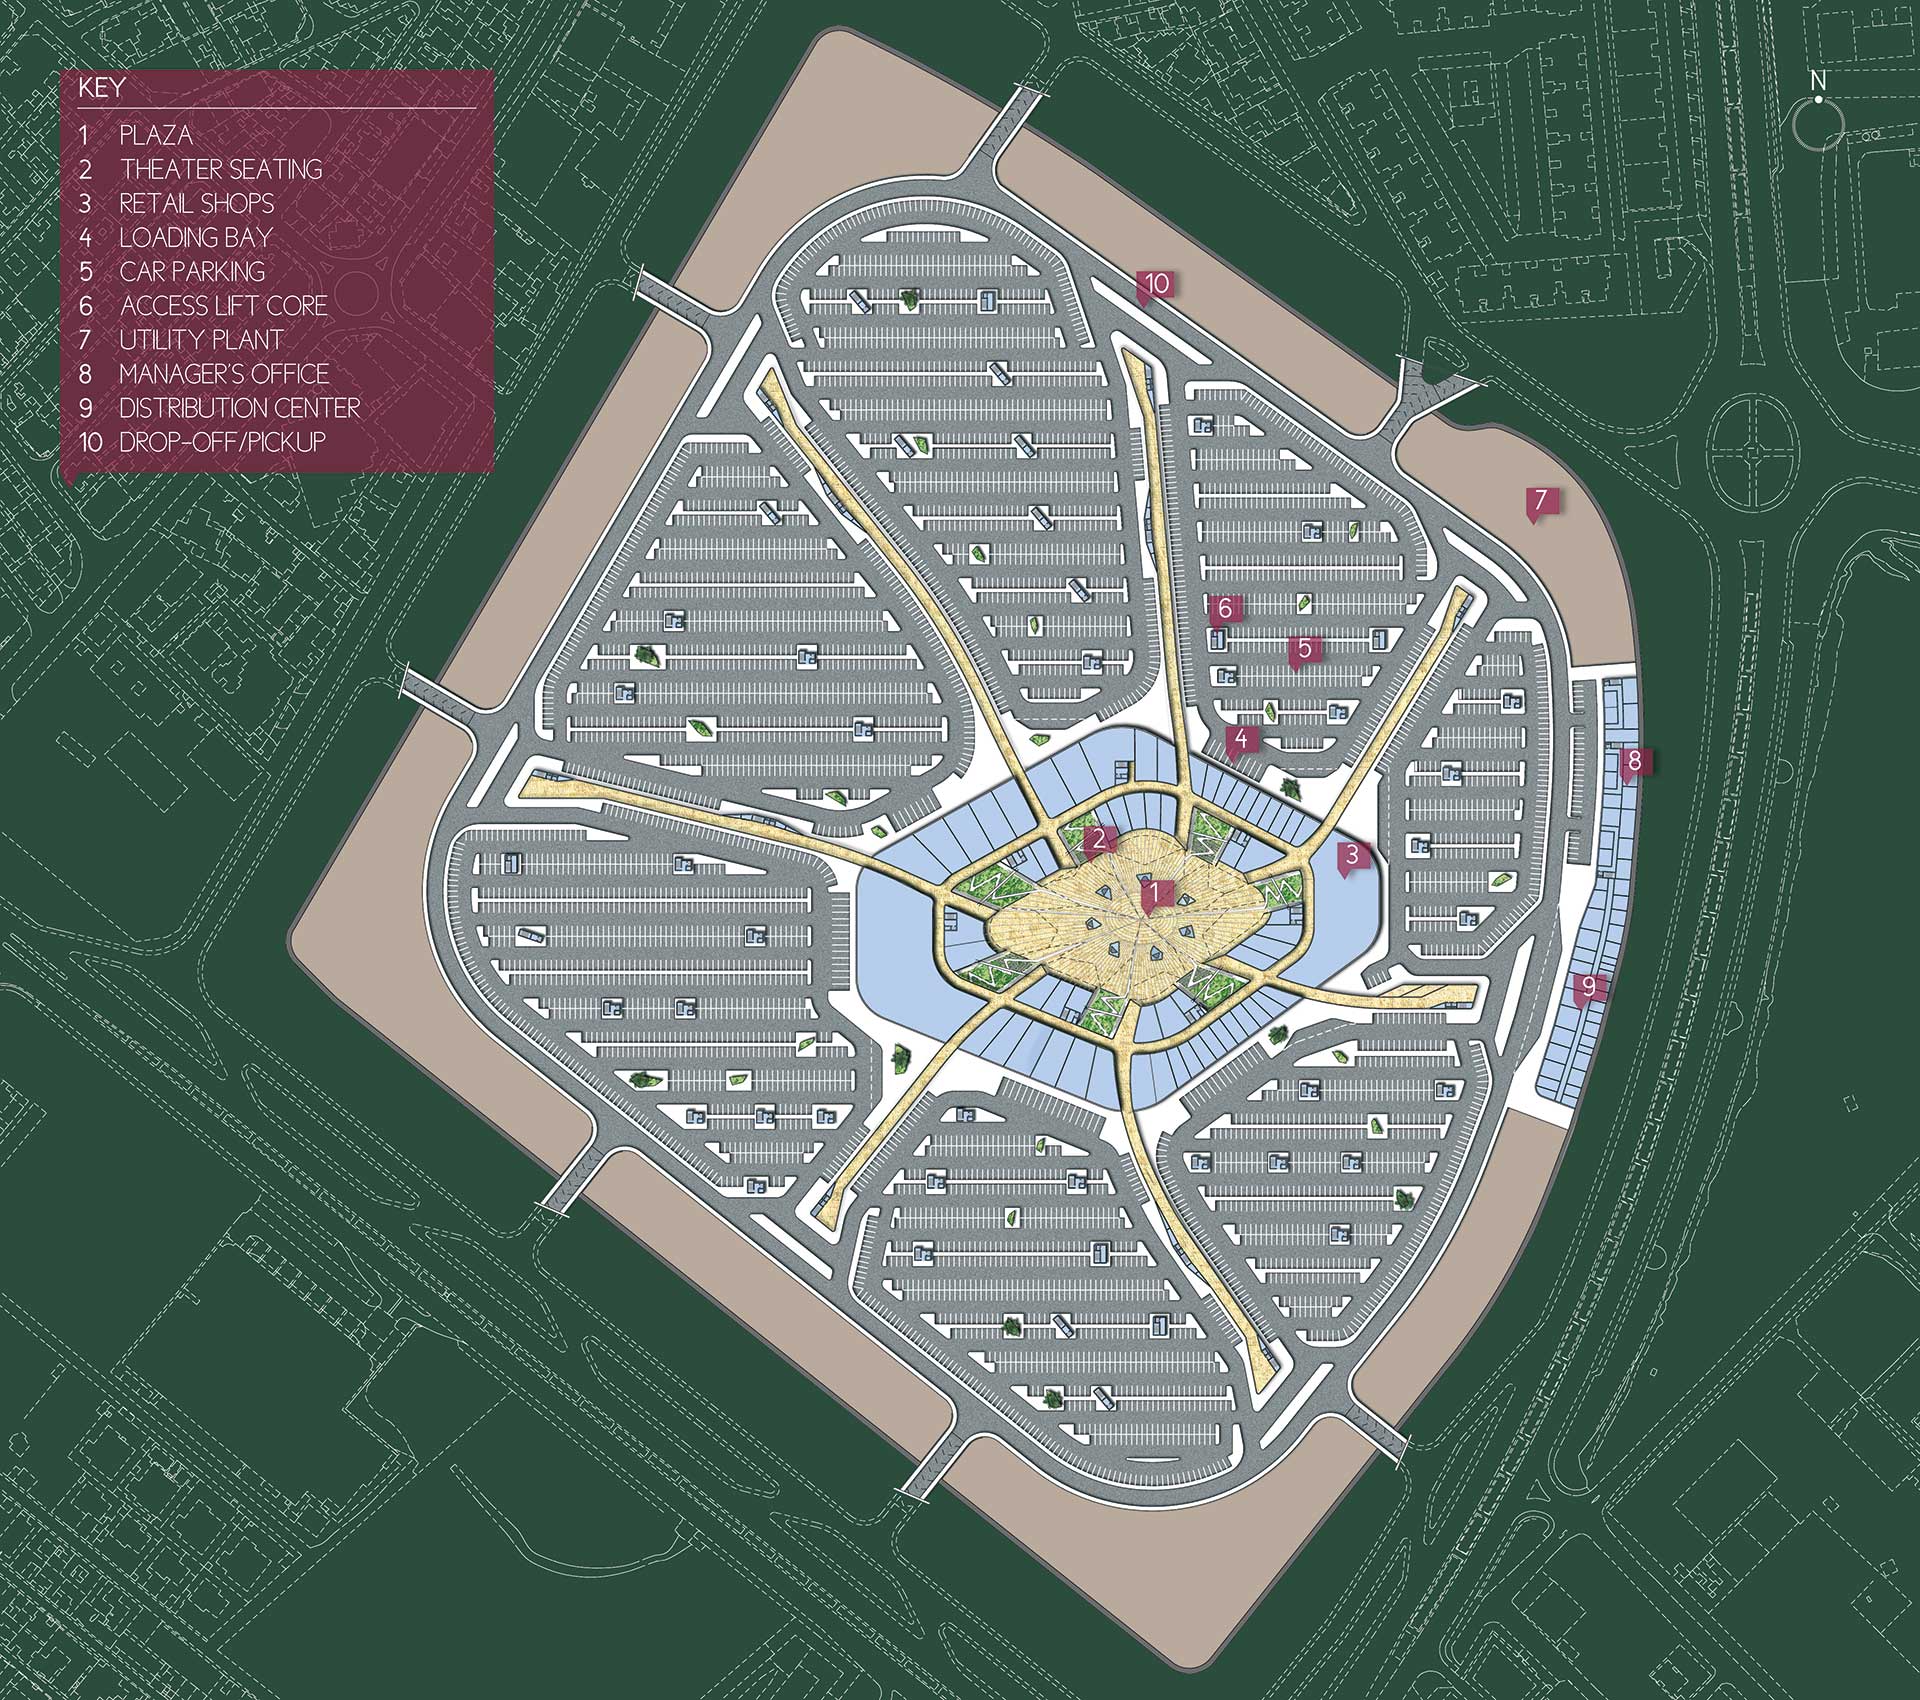 KEY
1 PLAZA
2 THEATER SEATING
3 RETAIL SHOPS
4 LOADING BAY
5 CAR PARKING
6 ACCESS LIFT CORE
7 UTILITY PLANT
8 MANAGER'S OFFICE
9 DISTRIBUTION CENTER
10 DROP-OFF/PICKUP
N
10
7
6
5
4
8
2
3
1
9